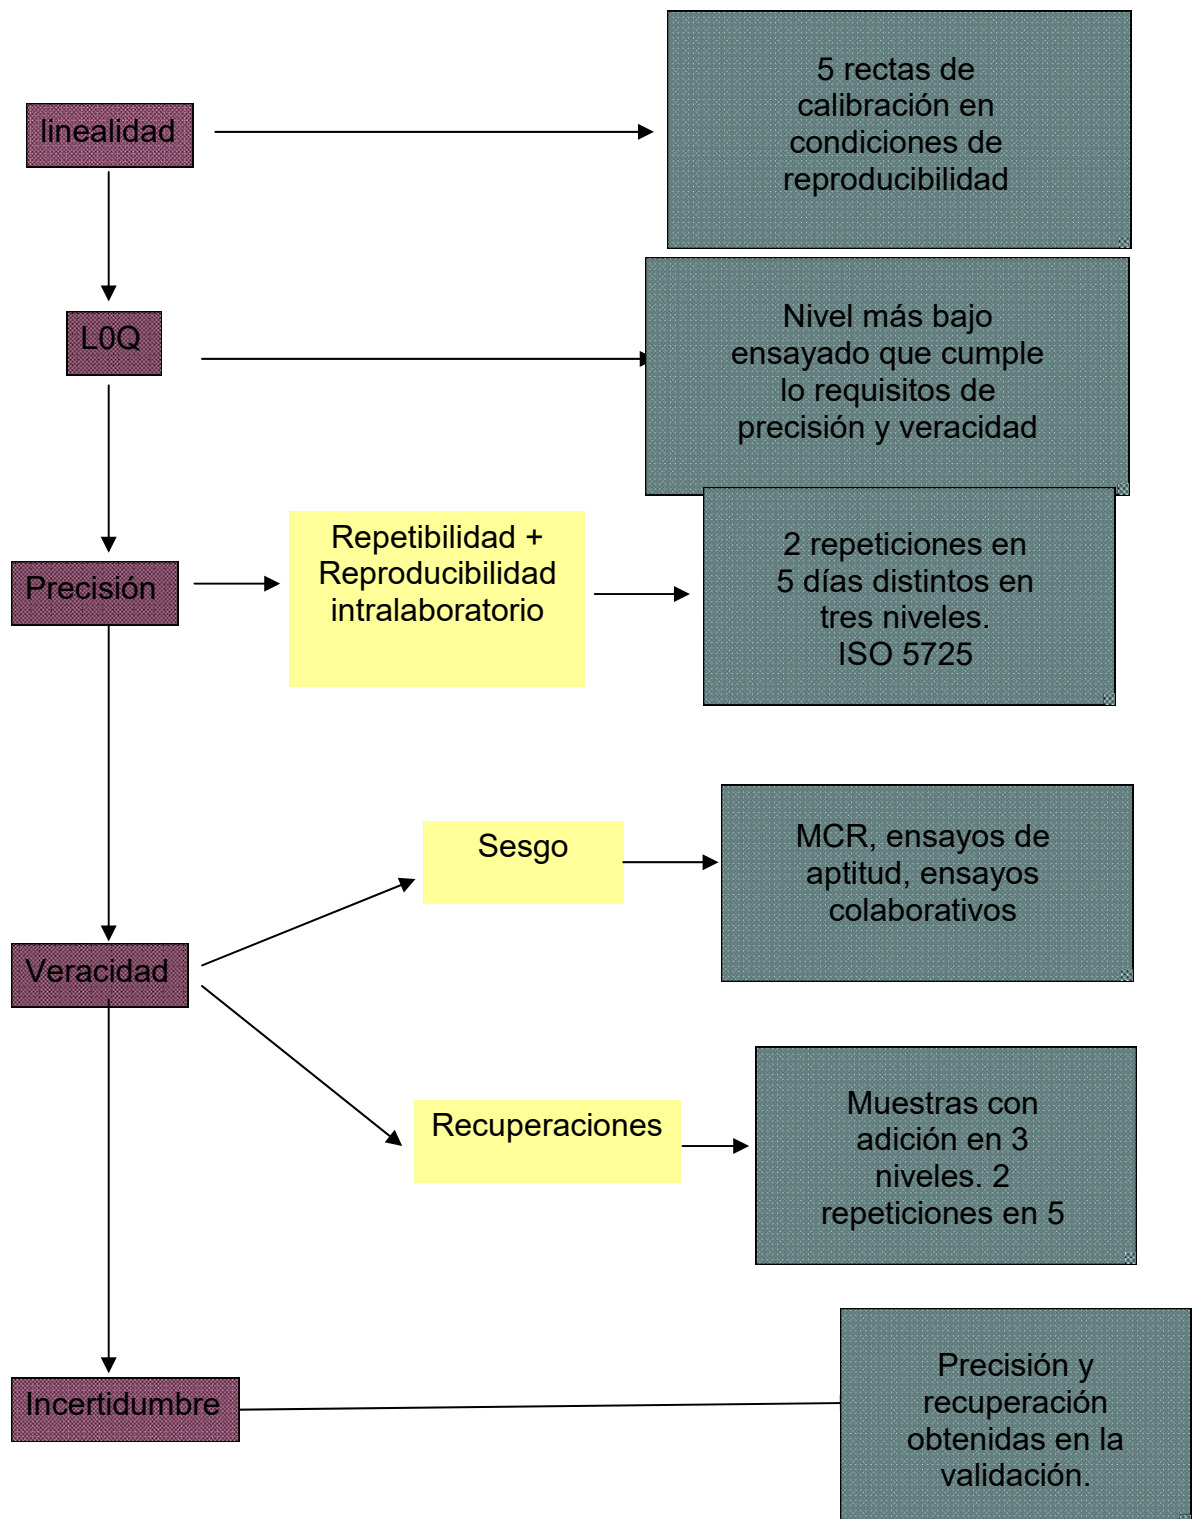 linealidad
5 rectas de
calibración en
condiciones de
reproducibilidad
L0Q
Nivel más bajo
ensayado que cumple
lo requisitos de
precisión y veracidad
Precisión
Repetibilidad +
Reproducibilidad
intralaboratorio
2 repeticiones en
5 días distintos en
tres niveles.
ISO 5725
Veracidad
Sesgo
MCR, ensayos de
aptitud, ensayos
colaborativos
Recuperaciones
Muestras con
adición en 3
niveles. 2
repeticiones en 5
Incertidumbre
Precisión y
recuperación
obtenidas en la
validación.